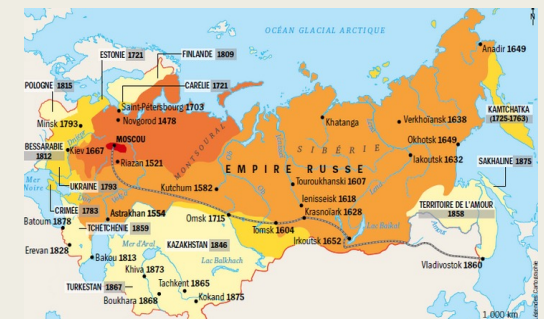 N
OCÉAN GLACIAL ARCTIQUE
Anadir 1649
FINLANDE 1809
ESTONIE 1721
POLOGNE 1815
CARÉLIE 1721
Saint-Pétersbourg 1703
Novgorod 1478
Minsk 1793
MOSCOU
Kiev 1667
BESSARABIE
1812
Riazan 1521
MONTS OURAL
Khatanga
Verkhoïansk 1638
KAMTCHATKA
(1725-1763)
Okhotsk 1649
Iakoutsk 1632
SIBÉRIE
EMPIRE RUSSE
SAKHALINE 1875
Mer
Noire
UKRAINE 1793
Kutchum 1582
Touroukhanski 1607
Ienisseisk 1618
Krasnoïark 1628
TERRITOIRE DE L'AMOUR
1858
CRIMÉE 1783
Astrakhan 1554
Batoum 1878
TCHÉTCHÉNIE 1859
Omsk 1715
Tomsk 1604
Irkoutsk 1652
Lac Baïkal
Erevan 1828
Mer d'Aral
KAZAKHSTAN 1846
Lac Balkhach
Bakou 1813
Khiva 1873
Vladivostok 1860
TURKESTAN 1867
Tachkent 1865
Boukhara 1868
Kokand 1875
1.000 km